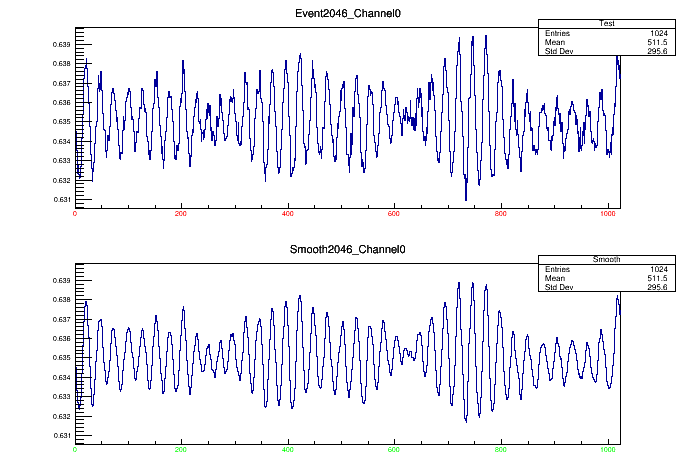 Event2046_Channel0
Test
Entries 1024
Mean 511.5
Std Dev 295.6
0.639
0.638
0.637
0.636
0.635
0.634
0.633
0.632
0.631
0 200 400 600 800 1000
Smooth2046_Channel0
Smooth
Entries 1024
Mean 511.5
Std Dev 295.6
0.639
0.638
0.637
0.636
0.635
0.634
0.633
0.632
0.631
0 200 400 600 800 1000